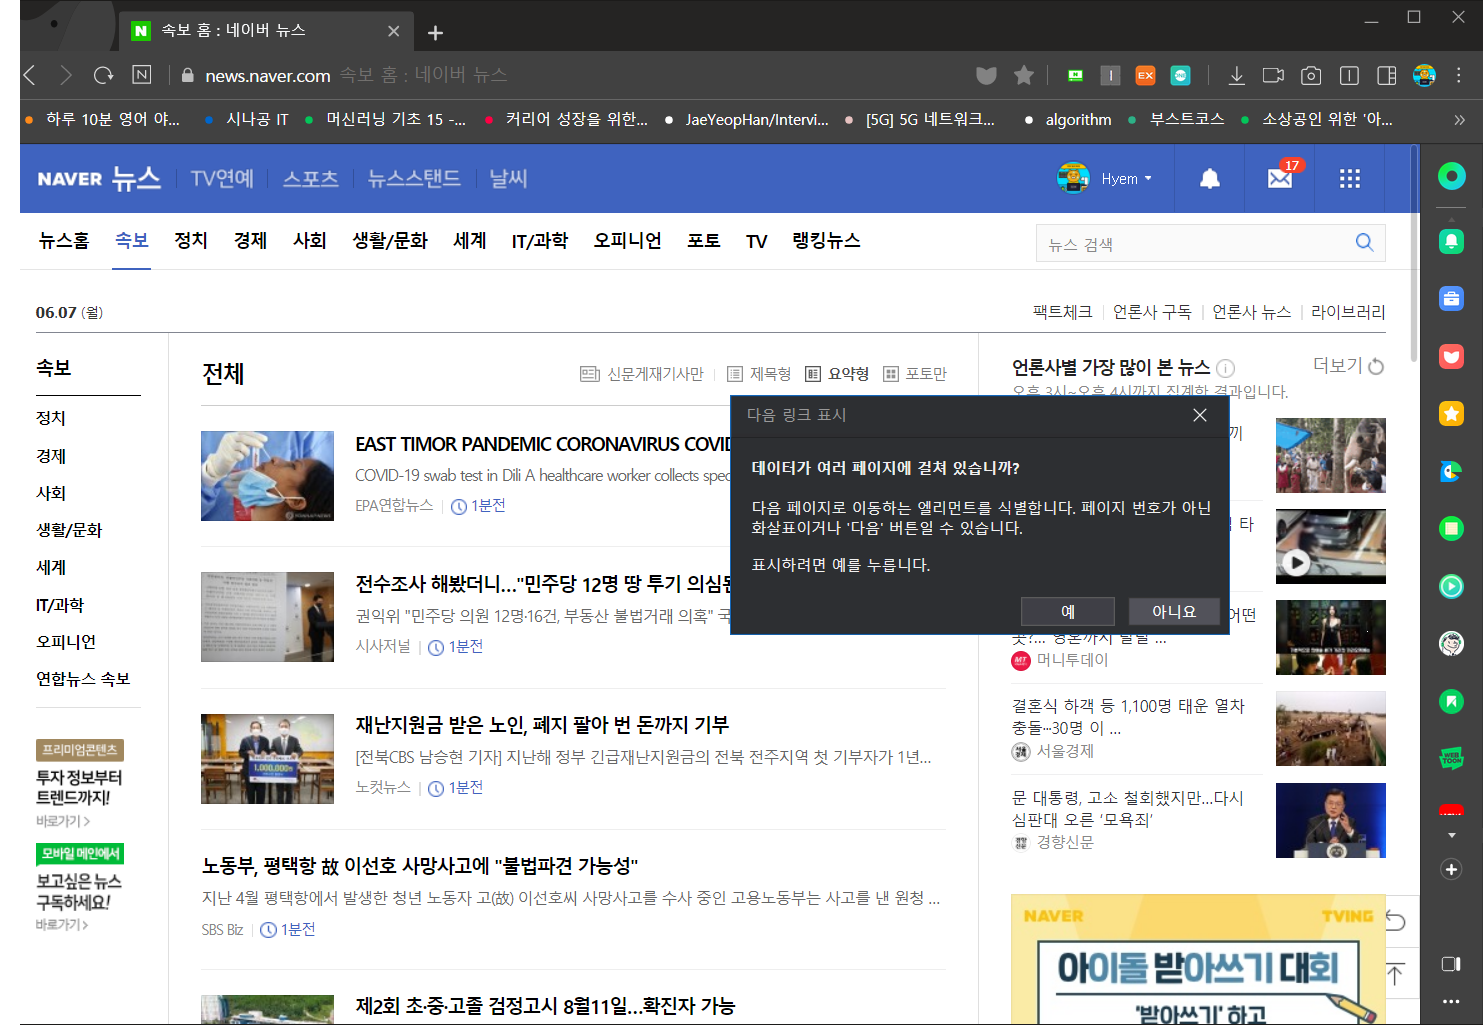 속보 홈 : 네이버 뉴스
news.naver.com 속보 홈 : 네이버 뉴스
EX
하루 10분 영어 야...
시나공 IT
머신러닝 기초 15 -...
커리어 성장을 위한...
JaeYeopHan/Intervi...
[5G] 5G 네트워크...
algorithm
부스트코스
소상공인 위한 '아...
NAVER 뉴스
TV연예
스포츠
뉴스스탠드
날씨
Hyem
17
뉴스홈
속보
정치
경제
사회
생활/문화
세계
IT/과학
오피니언
포토
TV
랭킹뉴스
뉴스 검색
06.07 (월)
팩트체크
언론사 구독
언론사 뉴스
라이브러리
속보
정치
경제
사회
생활/문화
세계
IT/과학
오피니언
연합뉴스 속보
프리미엄콘텐츠
투자 정보부터
트렌드까지!
바로가기 >
모바일 메인에서
보고싶은 뉴스
구독하세요!
바로가기 >
전체
신문게재기사만
제목형
요약형
포토만
EAST TIMOR PANDEMIC CORONAVIRUS COVID
COVID-19 swab test in Dili A healthcare worker collects spec
EPA연합뉴스
1분전
전수조사 해봤더니..."민주당 12명 땅 투기 의심된
권익위 "민주당 의원 12명·16건, 부동산 불법거래 의혹" 국
시사저널
1분전
재난지원금 받은 노인, 폐지 팔아 번 돈까지 기부
[전북CBS 남승현 기자] 지난해 정부 긴급재난지원금의 전북 전주지역 첫 기부자가 1년...
노컷뉴스
1분전
1,000,000원
노동부, 평택항 故 이선호 사망사고에 "불법파견 가능성"
지난 4월 평택항에서 발생한 청년 노동자 고(故) 이선호씨 사망사고를 수사 중인 고용노동부는 사고를 낸 원청 ...
SBS Biz
1분전
제2회 초·중·고졸 검정고시 8월11일...확진자 가능
다음 링크 표시
데이터가 여러 페이지에 걸쳐 있습니까?
다음 페이지로 이동하는 엘리먼트를 식별합니다. 페이지 번호가 아닌
화살표이거나 '다음' 버튼일 수 있습니다.
표시하려면 예를 누릅니다.
예
아니요
언론사별 가장 많이 본 뉴스
더보기
오후 3시~오후 4시까지 집계한 결과입니다.
끼
타
어떤
곳?... 영혼까지 털릴 ...
MT 머니투데이
결혼식 하객 등 1,100명 태운 열차
충돌···30명 이 ...
서울경제
문 대통령, 고소 철회했지만...다시
심판대 오른 ‘모욕죄’
경향신문
NAVER
TVING
아이돌 받아쓰기 대회
'받아쓰기' 하고
WEB
TOON